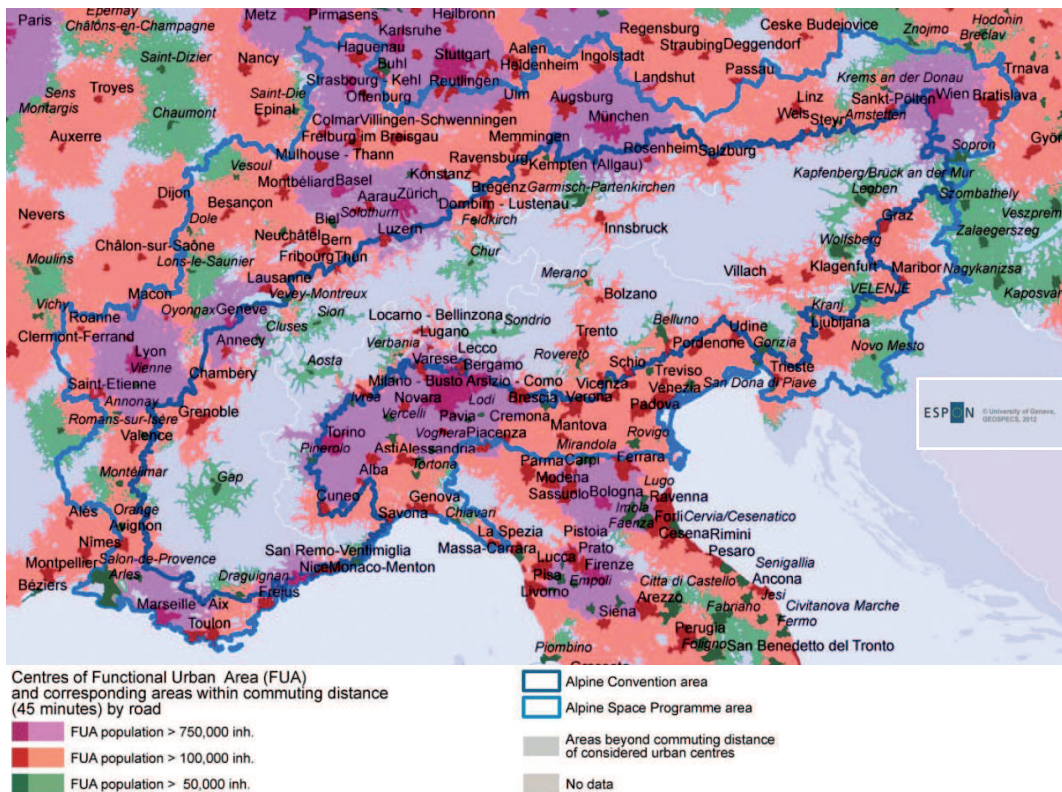 Epernay
Châlons-en-Champagne
Paris
Metz
Pirmasens
Heilbronn
Karlsruhe
Regensburg
Ceske Budejovice
Hodonin
Znojmo
Breclav
Saint-Dizier
Nancy
Haguenau
Buhl
Stuttgart
Aalen
Ingolstadt
Straubing
Deggendorf
Heidenheim
Strasbourg - Kehl
Reutlingen
Landshut
Passau
Trnava
Sens
Troyes
Saint-Die
Offenburg
Ulm
Krems an der Donau
Montargis
Chaumont
Epinal
Augsburg
Linz
Sankt-Pölten
Wien
Bratislava
Colmar
Villingen-Schwenningen
München
Wels
Steyr
Amstetten
Auxerre
Freiburg im Breisgau
Memmingen
Rosenheim
Salzburg
Sopron
Györ
Vesoul
Mulhouse - Thann
Ravensburg
Kempten (Allgau)
Konstanz
Kapfenberg/Brück an der Mur
Montbéliard
Basel
Bregenz
Garmisch-Partenkirchen
Leoben
Szombathely
Dijon
Besançon
Aarau
Zürich
Dornbirn - Lustenau
Nevers
Dole
Biel
Solothurn
Feldkirch
Innsbruck
Graz
Veszprem
Neuchâtel
Bern
Luzern
Zalaegerszeg
Châlon-sur-Saône
Fribourg
Thun
Chur
Wolfsberg
Moulins
Lons-le-Saunier
Lausanne
Merano
Villach
Klagenfurt
Maribor
Nagykanizsa
Macon
Vevey-Montreux
Bolzano
VELENJE
Kaposvar
Vichy
Roanne
Oyonnax
Geneve
Sion
Locarno - Bellinzona
Sondrio
Belluno
Kranj
Clermont-Ferrand
Cluses
Lugano
Trento
Udine
Ljubljana
Annecy
Verbania
Lecco
Rovereto
Pordenone
Gorizia
Novo Mesto
Lyon
Vienne
Aosta
Varese
Bergamo
Schio
Treviso
Trieste
Saint-Etienne
Chambéry
Milano - Busto Arsizio - Como
Vicenza
Venezia
San Dona di Piave
Annonay
Ivrea
Novara
Lodi
Brescia
Verona
Padova
Romans-sur-Isère
Grenoble
Vercelli
Pavia
Cremona
Valence
Torino
Voghera
Piacenza
Mantova
Rovigo
Pinerolo
Asti
Alessandria
Mirandola
Montélimar
Gap
Alba
Tortona
Parma
Carpi
Ferrara
Modena
Lugo
Alés
Orange
Cuneo
Genova
Sassuolo
Bologna
Ravenna
Avignon
Savona
Chiavari
Imola
Forli
Cervia/Cesenatico
Nîmes
La Spezia
Pistoia
Faenza
Cesena
Rimini
Montpellier
Salon-de-Provence
San Remo-Ventimiglia
Massa-Carrara
Lucca
Prato
Pesaro
Béziers
Arles
Draguignan
Nice
Monaco-Menton
Pisa
Firenze
Senigallia
Empoli
Citta di Castello
Ancona
Marseille
Aix
Frejus
Livorno
Arezzo
Jesi
Toulon
Siena
Fabriano
Civitanova Marche
Perugia
Fermo
Piombino
Foligno
San Benedetto del Tronto
ESPON
© University of Geneva,
GEOSPECS, 2012
Centres of Functional Urban Area (FUA)
and corresponding areas within commuting distance
(45 minutes) by road
FUA population > 750,000 inh.
FUA population > 100,000 inh.
FUA population > 50,000 inh.
Alpine Convention area
Alpine Space Programme area
Areas beyond commuting distance
of considered urban centres
No data